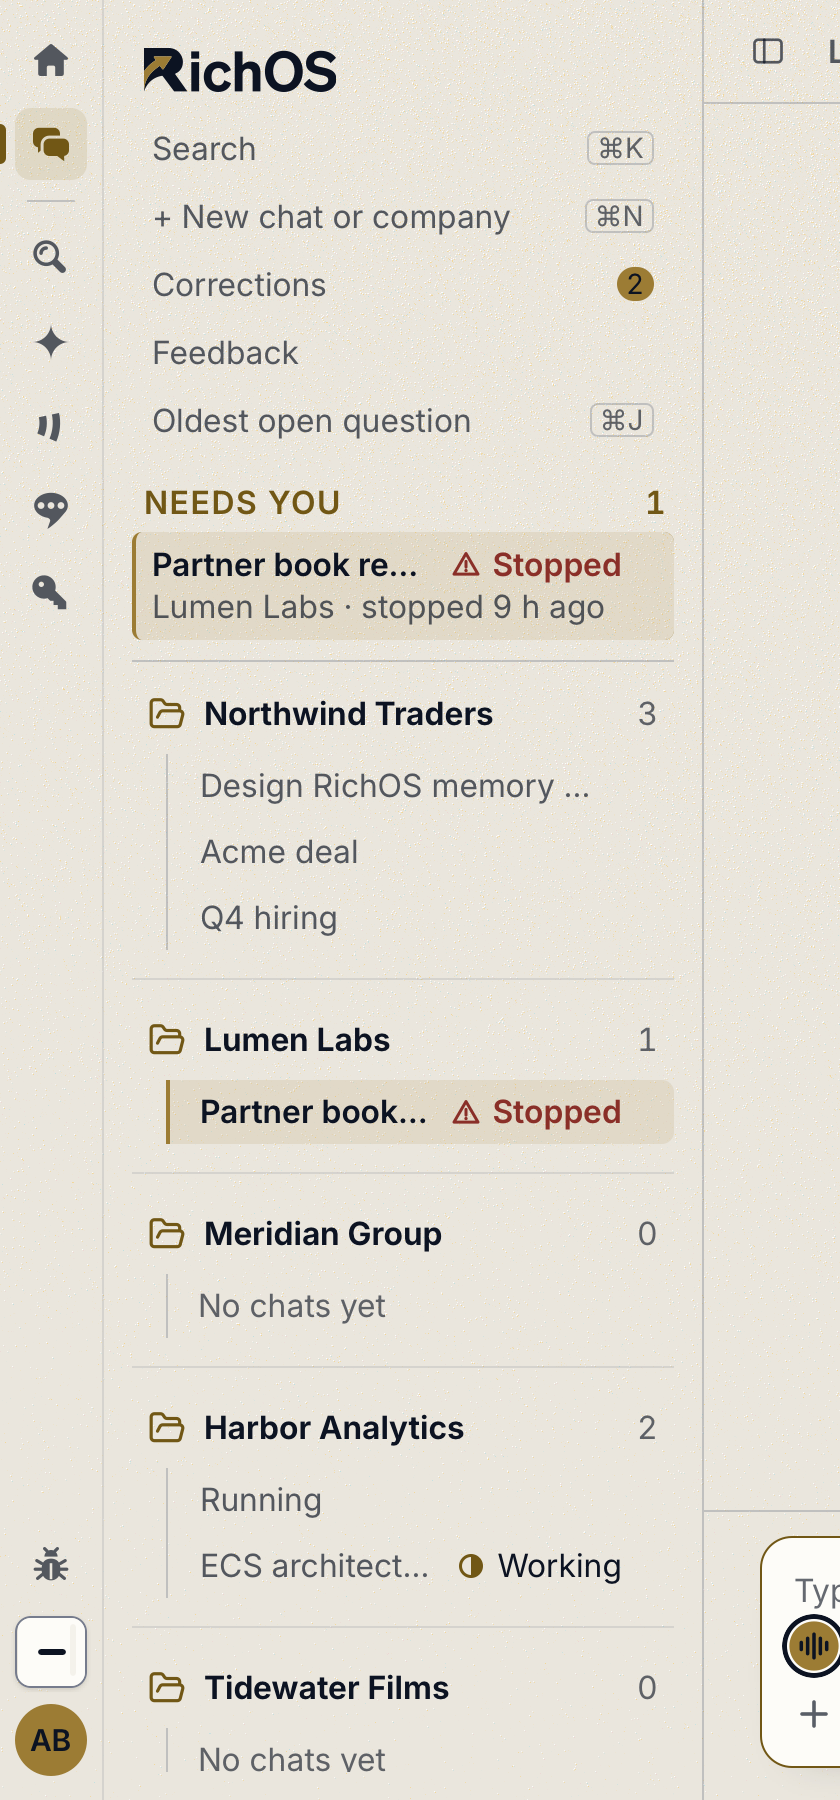 RichOS
Search ⌘K
+ New chat or company ⌘N
Corrections 2
Feedback
Oldest open question ⌘J
NEEDS YOU 1
Partner book re... Stopped
Lumen Labs · stopped 9 h ago
Northwind Traders 3
Design RichOS memory ...
Acme deal
Q4 hiring
Lumen Labs 1
Partner book... Stopped
Meridian Group 0
No chats yet
Harbor Analytics 2
Running
ECS architect... Working
Tidewater Films 0
No chats yet
AB
L
Typ